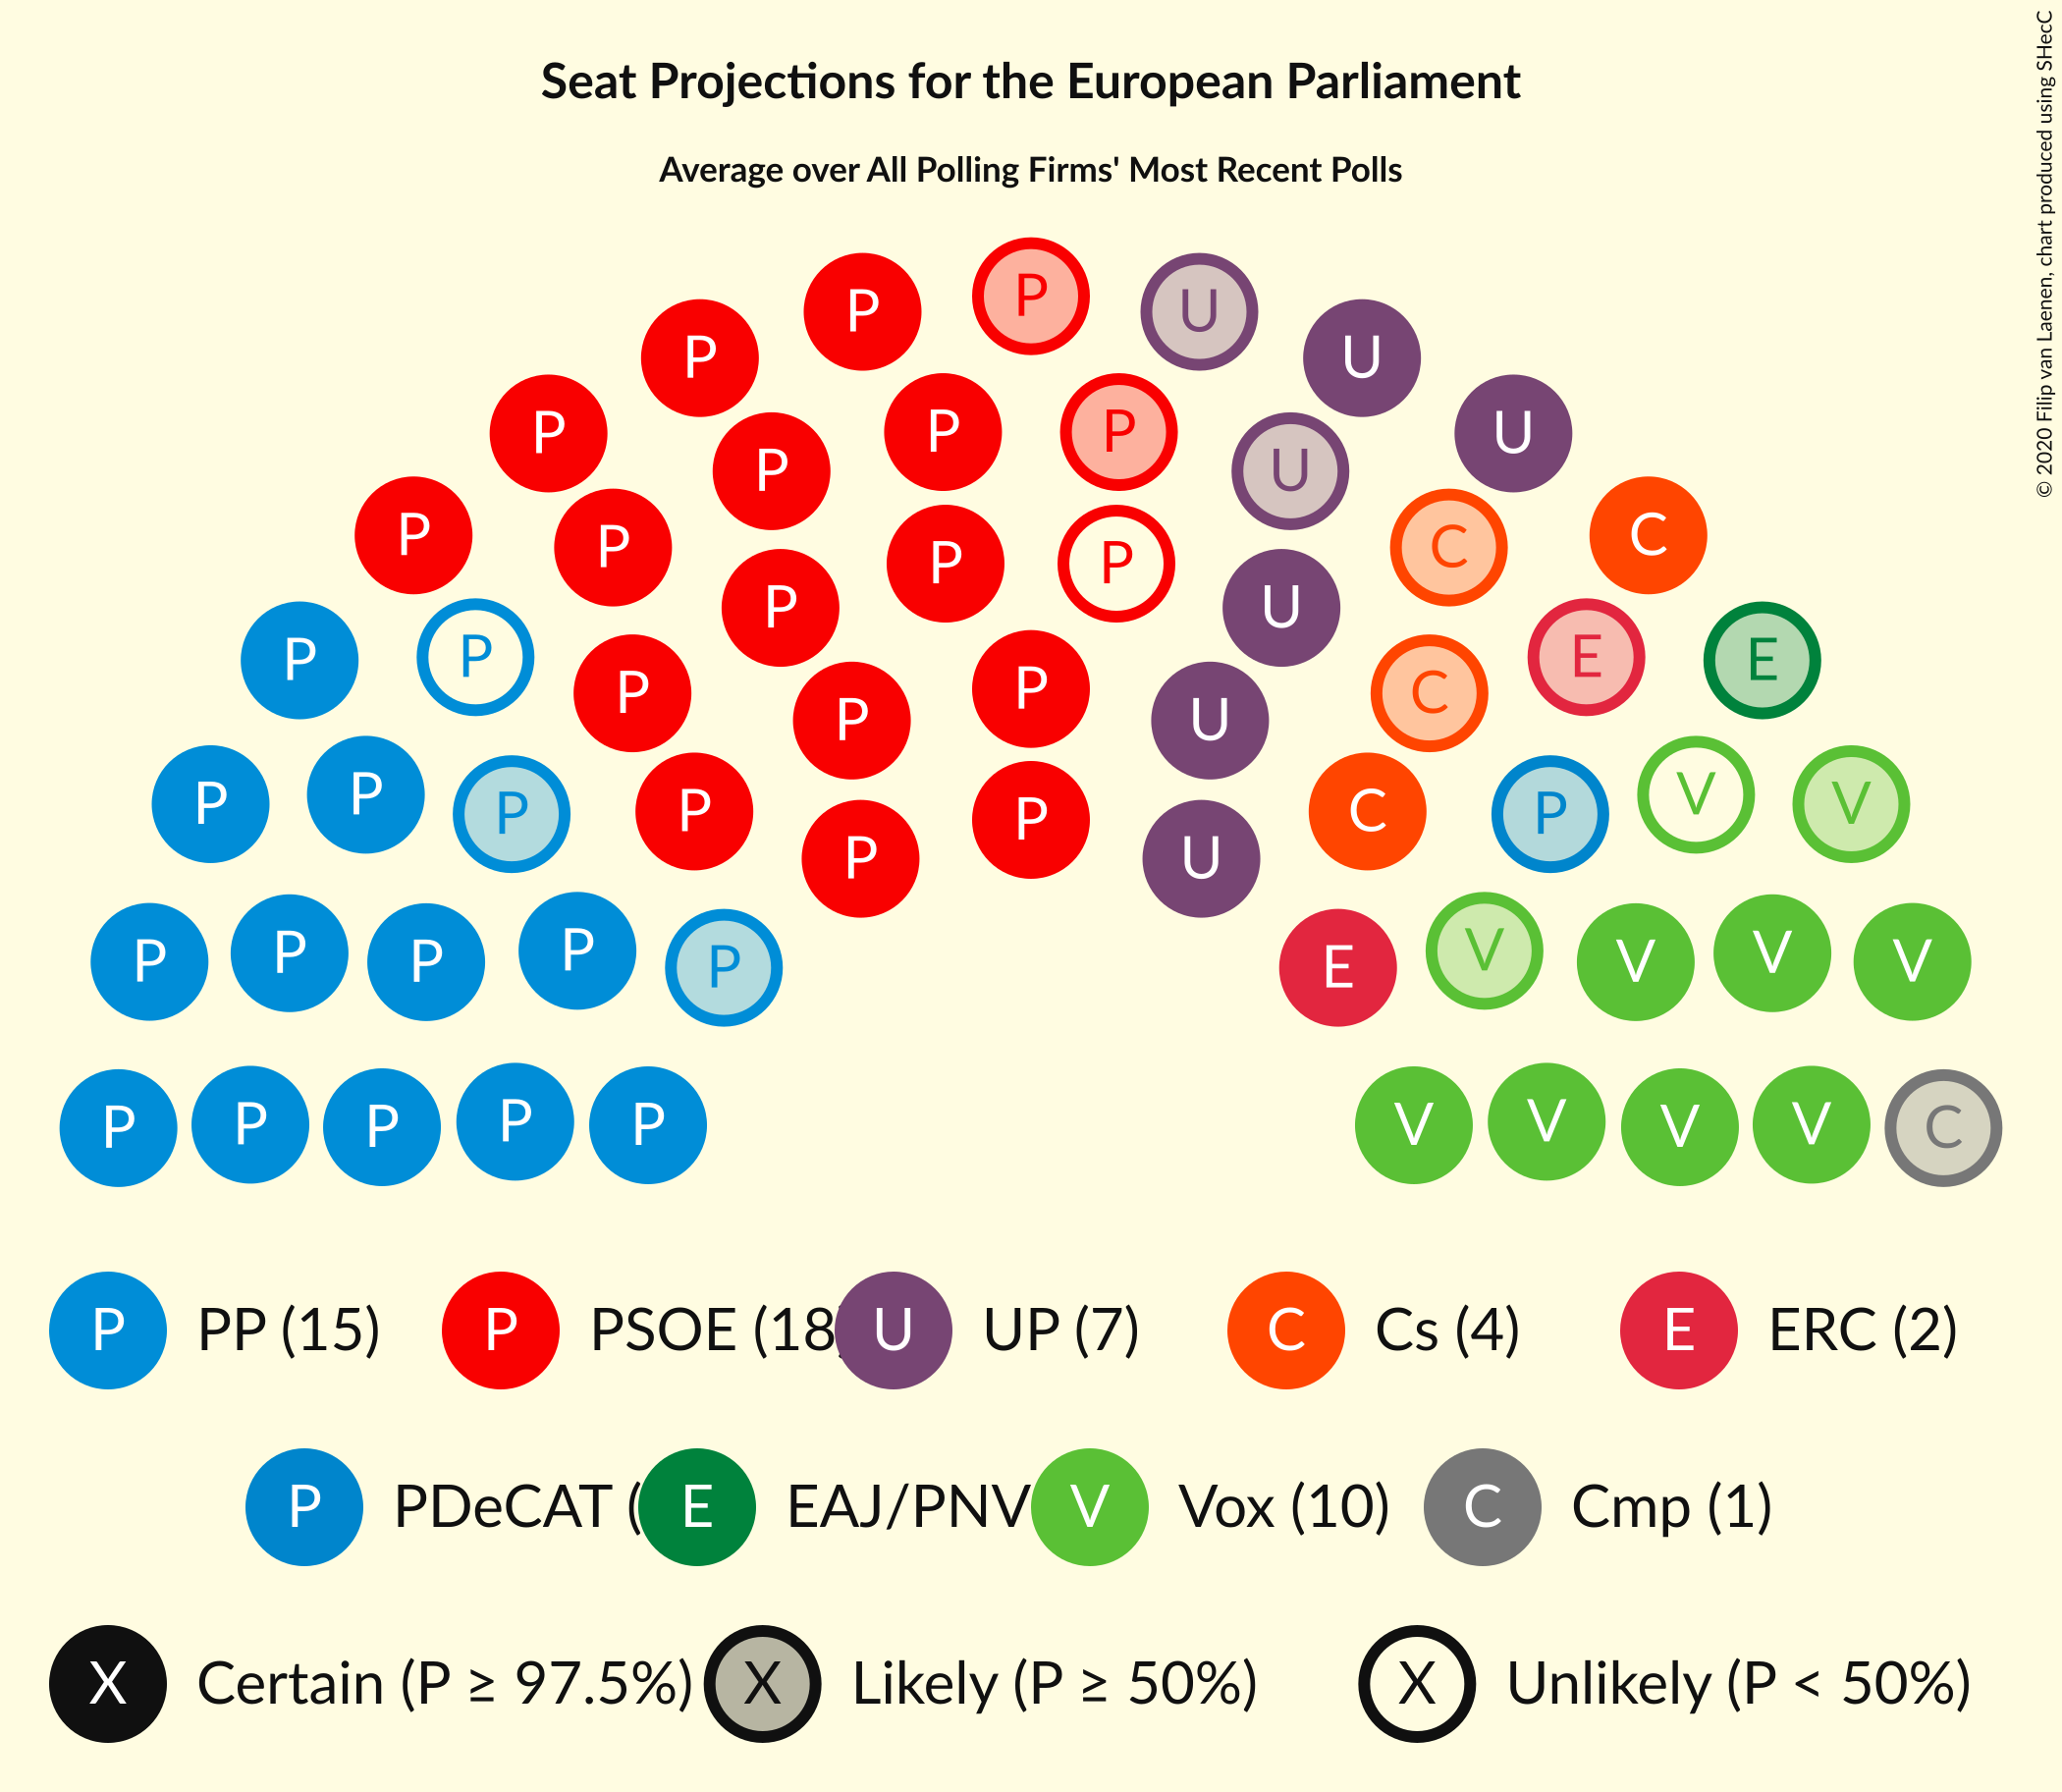 Seat Projections for the European Parliament
Average over All Polling Firms' Most Recent Polls
© 2020 Filip van Laenen, chart produced using SHecC
P U
P U
P P U
P P U
P P U
P P C
P P P C
P P U
P P P C E E
P P U
P P P P P C P V V
P U
P P P P P E V V V V
P P P P P V V V V C
P PP (15) P PSOE (18 U UP (7) C Cs (4) E ERC (2)
P PDeCAT ( E EAJ/PNV V Vox (10) C Cmp (1)
X Certain (P ≥ 97.5%) X Likely (P ≥ 50%) X Unlikely (P < 50%)